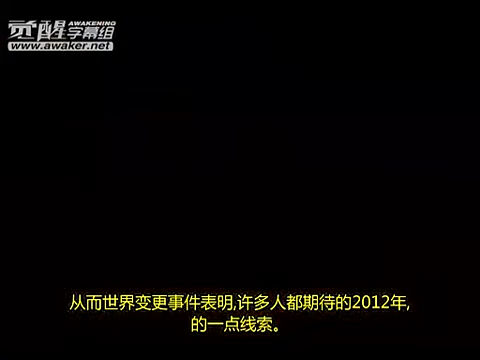 觉醒字幕组
AWAKENING
www.awaker.net
从而世界变更事件表明,许多人都期待的2012年,
的一点线索。